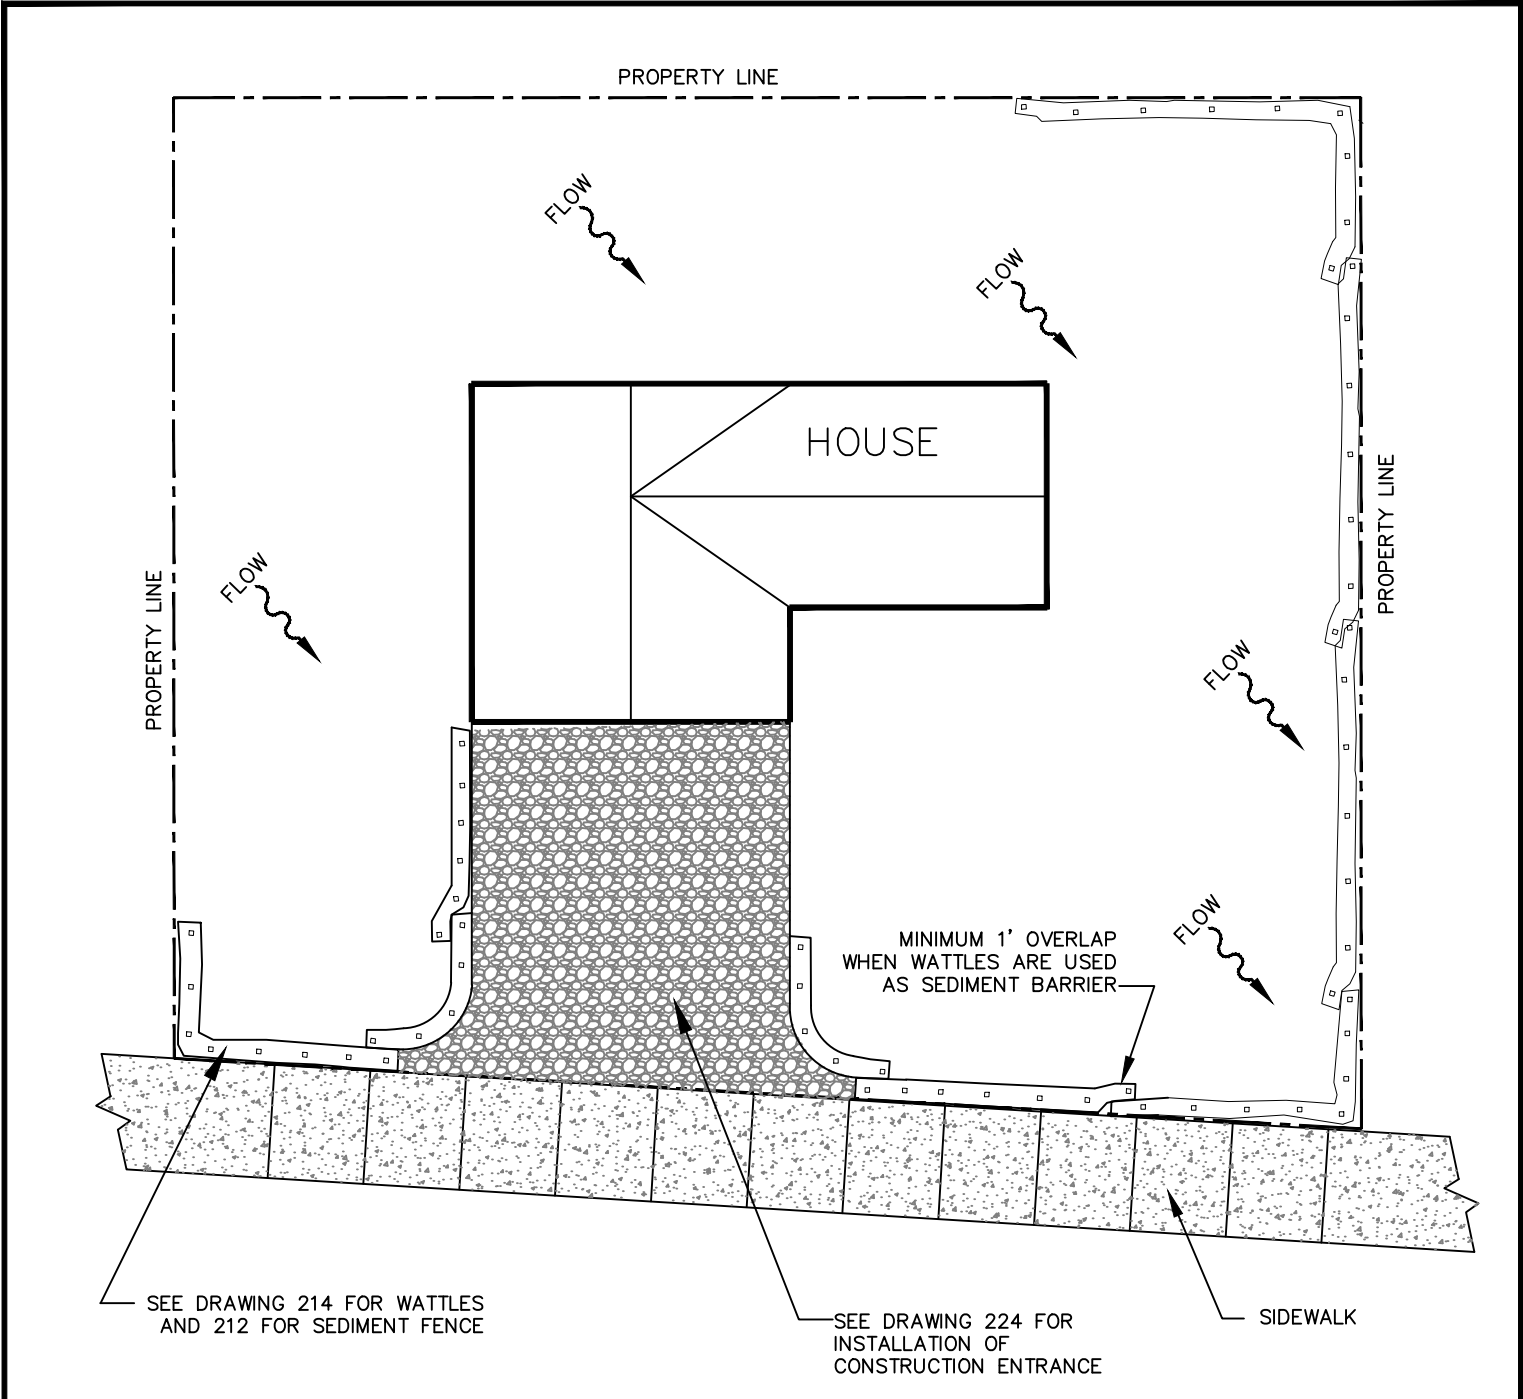 PROPERTY LINE
FLOW
FLOW
HOUSE
PROPERTY LINE
FLOW
PROPERTY LINE
FLOW
FLOW
MINIMUM 1' OVERLAP
WHEN WATTLES ARE USED
AS SEDIMENT BARRIER
SEE DRAWING 214 FOR WATTLES
AND 212 FOR SEDIMENT FENCE
SEE DRAWING 224 FOR
INSTALLATION OF
CONSTRUCTION ENTRANCE
SIDEWALK